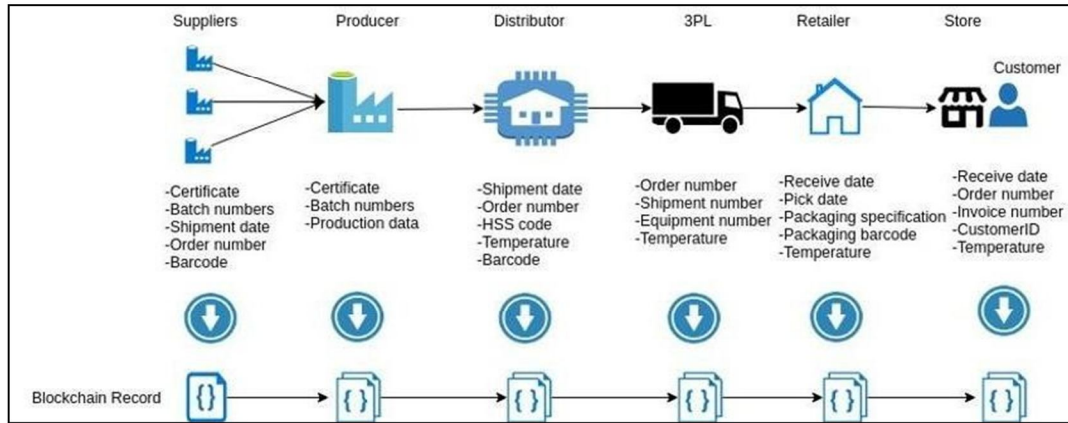 Suppliers
Producer
Distributor
3PL
Retailer
Store
Customer
-Certificate
-Batch numbers
-Shipment date
-Order number
-Barcode
-Certificate
-Batch numbers
-Production data
-Shipment date
-Order number
-HSS code
-Temperature
-Barcode
-Order number
-Shipment number
-Equipment number
-Temperature
-Receive date
-Pick date
-Packaging specification
-Packaging barcode
-Temperature
-Receive date
-Order number
-Invoice number
-CustomerID
-Temperature
Blockchain Record
{} {} {} {} {} {}